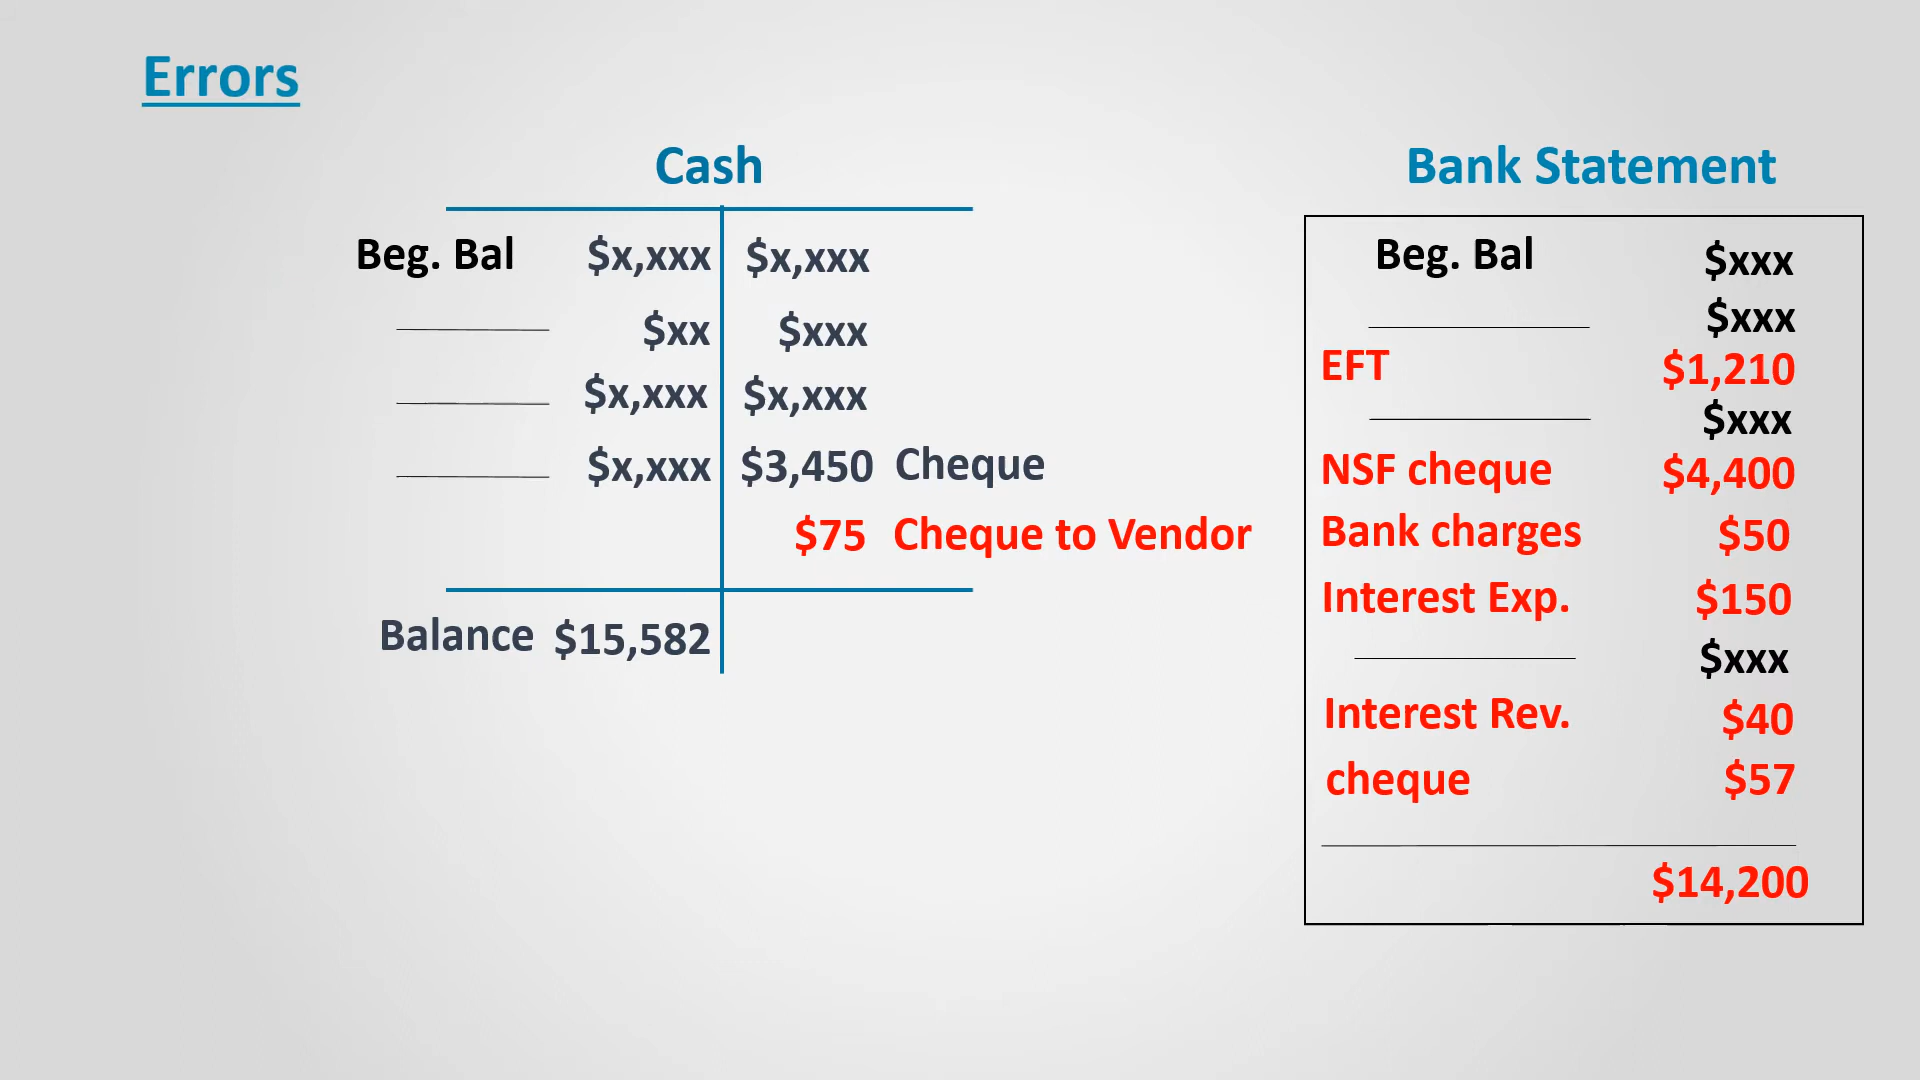 Errors
Cash
Beg. Bal $x,xxx $x,xxx
$xx $xxx
$x,xxx $x,xxx
$x,xxx $3,450 Cheque
$75 Cheque to Vendor
Balance $15,582
Bank Statement
Beg. Bal $xxx
$xxx
EFT $1,210
$xxx
NSF cheque $4,400
Bank charges $50
Interest Exp. $150
$xxx
Interest Rev. $40
cheque $57
$14,200